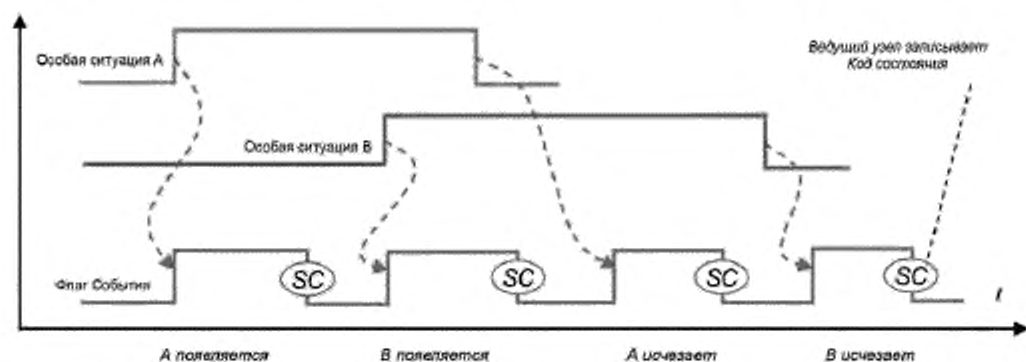 Особая ситуация А
Ведущий узел записывает
Код состояния
Особая ситуация В
Флаг События
SC
SC
SC
SC
t
А появляется
В появляется
А исчезает
В исчезает